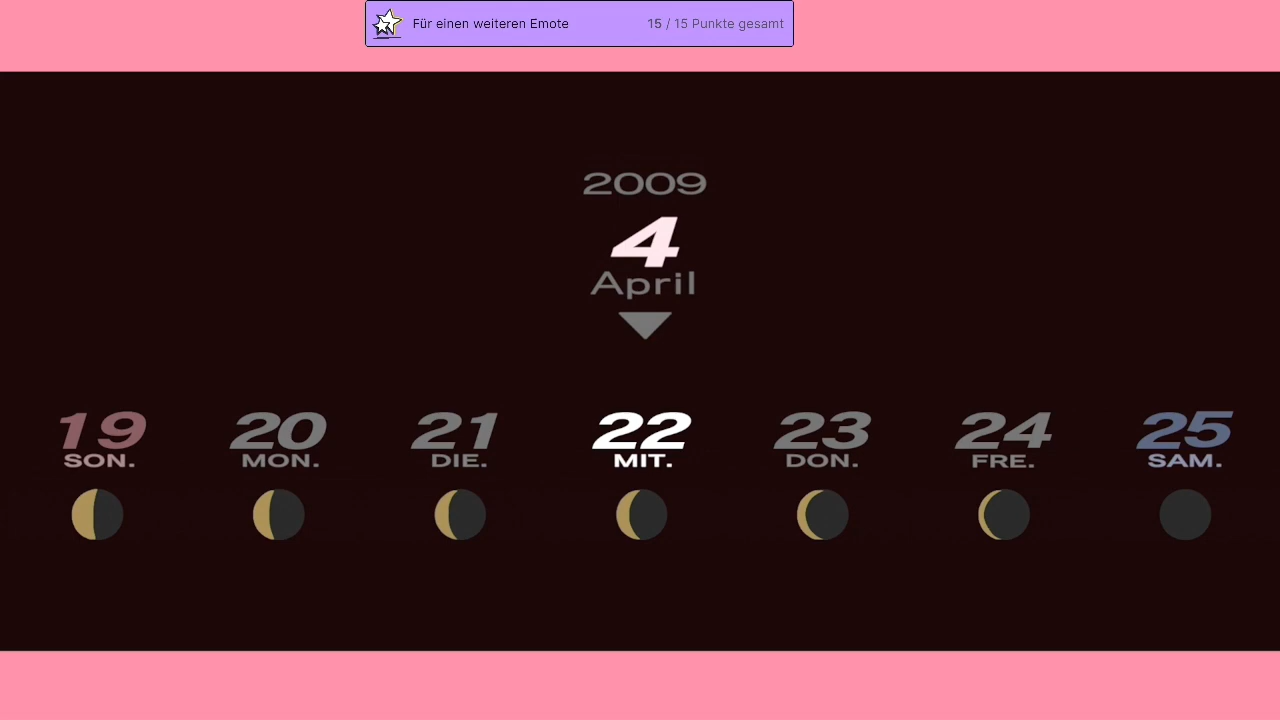 Für einen weiteren Emote 15 / 15 Punkte gesamt
2009
4
April
19 20 21 22 23 24 25
SON. MON. DIE. MIT. DON. FRE. SAM.